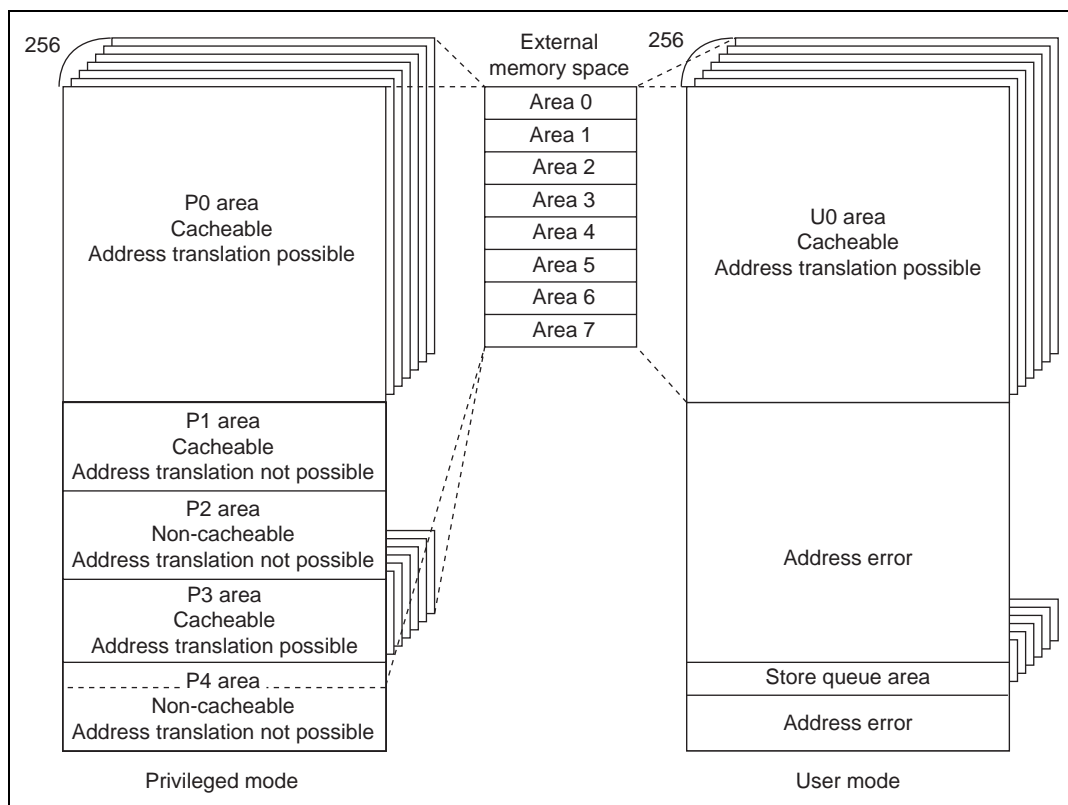 256
P0 area
Cacheable
Address translation possible
P1 area
Cacheable
Address translation not possible
P2 area
Non-cacheable
Address translation not possible
P3 area
Cacheable
Address translation possible
P4 area
Non-cacheable
Address translation not possible
Privileged mode
External
memory space
Area 0
Area 1
Area 2
Area 3
Area 4
Area 5
Area 6
Area 7
256
U0 area
Cacheable
Address translation possible
Address error
Store queue area
Address error
User mode